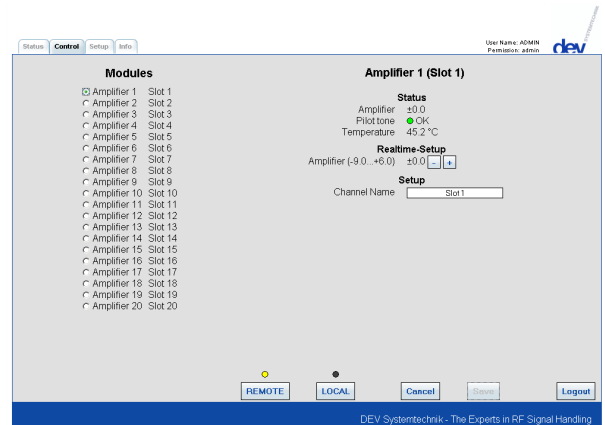 User Name: ADMIN
Permission: admin
dev
SYSTEMTECHNIK
Status Control Setup Info
Modules
Amplifier 1 Slot 1
Amplifier 2 Slot 2
Amplifier 3 Slot 3
Amplifier 4 Slot 4
Amplifier 5 Slot 5
Amplifier 6 Slot 6
Amplifier 7 Slot 7
Amplifier 8 Slot 8
Amplifier 9 Slot 9
Amplifier 10 Slot 10
Amplifier 11 Slot 11
Amplifier 12 Slot 12
Amplifier 13 Slot 13
Amplifier 14 Slot 14
Amplifier 15 Slot 15
Amplifier 16 Slot 16
Amplifier 17 Slot 17
Amplifier 18 Slot 18
Amplifier 19 Slot 19
Amplifier 20 Slot 20
Amplifier 1 (Slot 1)
Status
Amplifier ±0.0
Pilot tone OK
Temperature 45.2 °C
Realtime-Setup
Amplifier (-9.0...+6.0) ±0.0 - +
Setup
Channel Name Slot1
REMOTE LOCAL Cancel Save Logout
DEV Systemtechnik - The Experts in RF Signal Handling